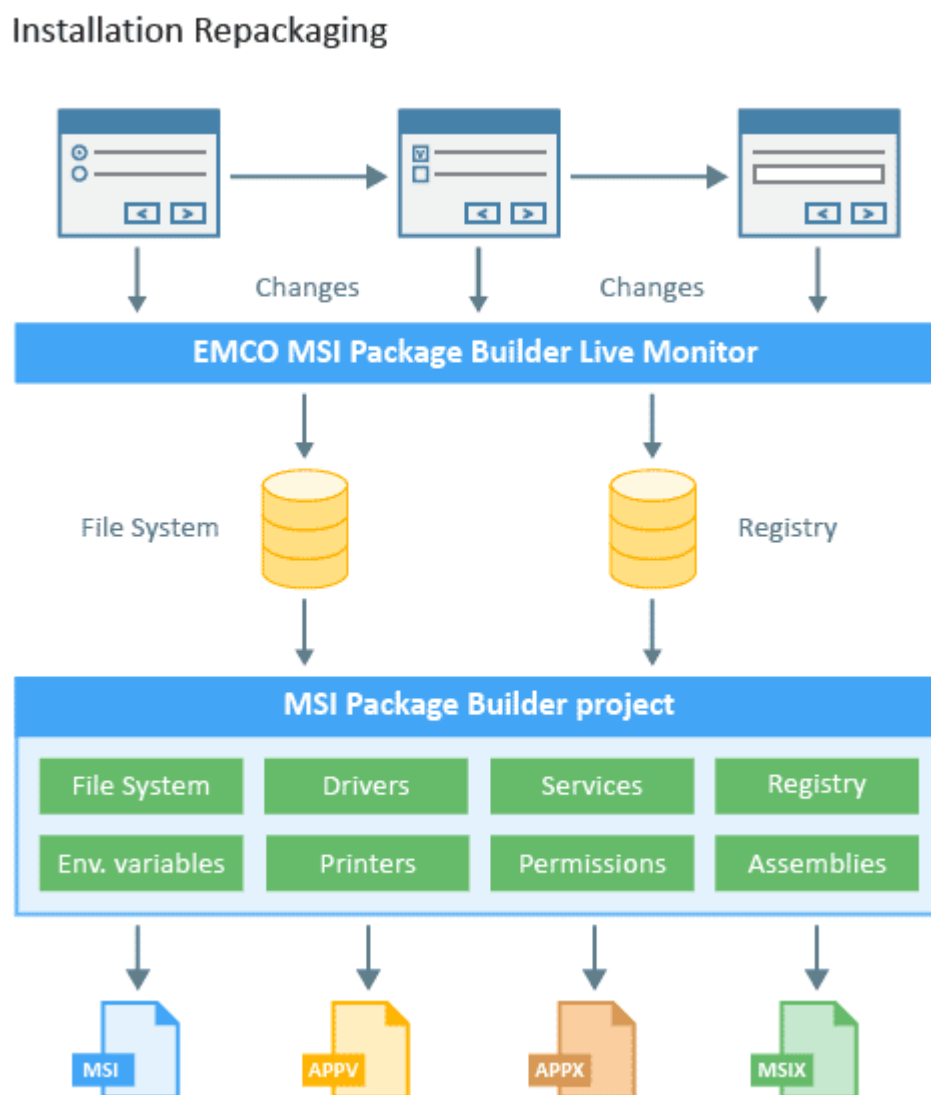 Installation Repackaging
Changes
Changes
EMCO MSI Package Builder Live Monitor
File System
Registry
MSI Package Builder project
File System
Drivers
Services
Registry
Env. variables
Printers
Permissions
Assemblies
MSI
APPV
APPX
MSIX